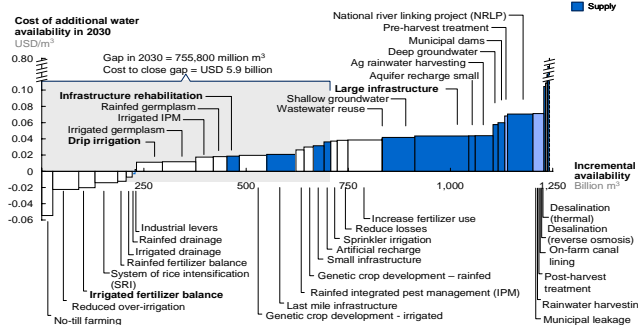 Cost of additional water
availability in 2030
USD/m³
Supply
National river linking project (NRLP)
Pre-harvest treatment
Municipal dams
Deep groundwater
Ag rainwater harvesting
Aquifer recharge small
Large infrastructure
Shallow groundwater
Wastewater reuse
Gap in 2030 = 755,800 million m³
Cost to close gap = USD 5.9 billion
Infrastructure rehabilitation
Rainfed germplasm
Irrigated IPM
Irrigated germplasm
Drip irrigation
0.80
0.10
0.08
0.06
0.04
0.02
0
-0.02
-0.04
-0.06
250
500
750
1,000
1,250
Incremental
availability
Billion m³
Industrial levers
Rainfed drainage
Irrigated drainage
Rainfed fertilizer balance
System of rice intensification
(SRI)
Irrigated fertilizer balance
Reduced over-irrigation
No-till farming
Increase fertilizer use
Reduce losses
Sprinkler irrigation
Artificial recharge
Small infrastructure
Genetic crop development – rainfed
Rainfed integrated pest management (IPM)
Last mile infrastructure
Genetic crop development - irrigated
Desalination
(thermal)
Desalination
(reverse osmosis)
On-farm canal
lining
Post-harvest
treatment
Rainwater harvestin
Municipal leakage